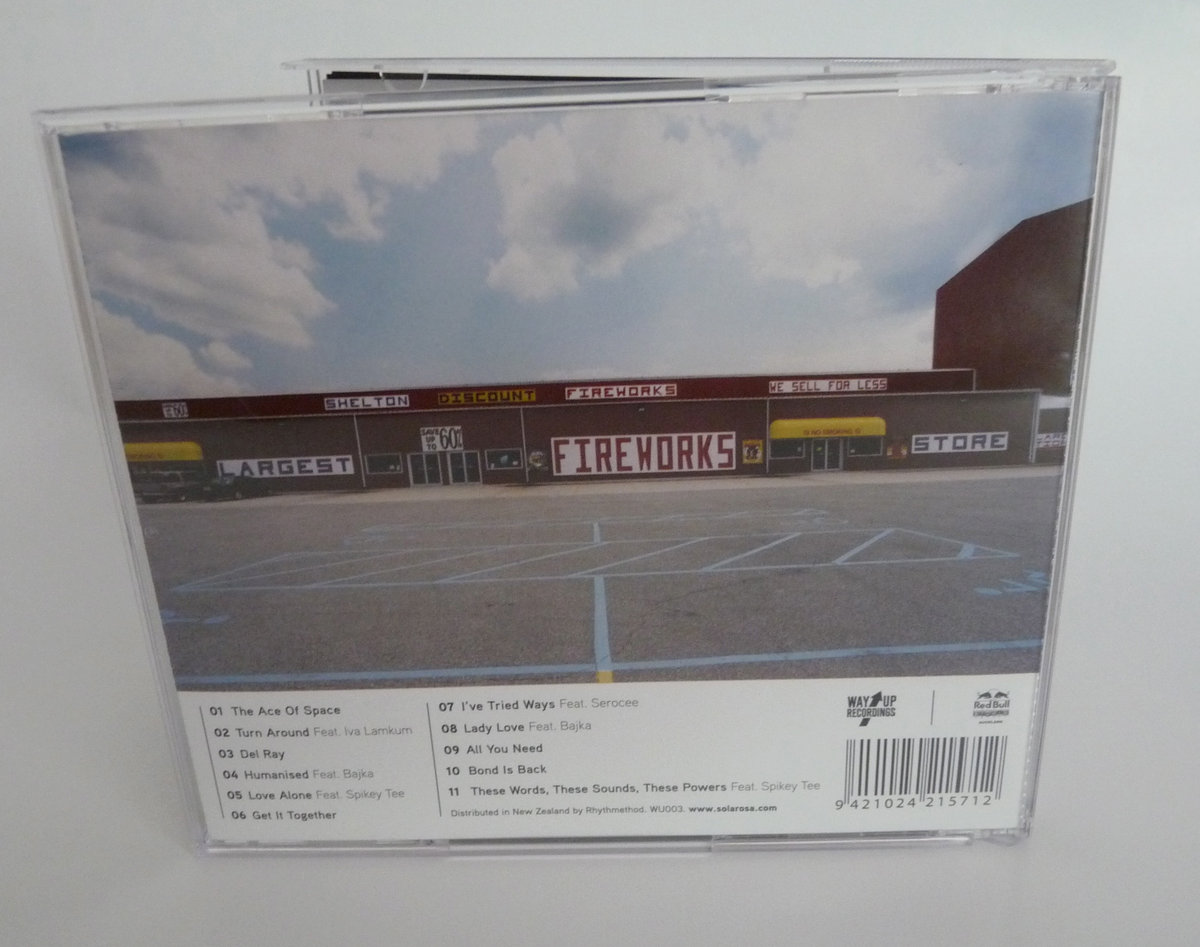 SHELTON DISCOUNT FIREWORKS WE SELL FOR LESS
LARGEST
SAVE
UP
TO 60%
FIREWORKS
NO SMOKING
STORE
01 The Ace Of Space
02 Turn Around Feat. Iva Lamkum
03 Del Ray
04 Humanised Feat. Bajka
05 Love Alone Feat. Spikey Tee
06 Get It Together
07 I've Tried Ways Feat. Serocee
08 Lady Love Feat. Bajka
09 All You Need
10 Bond Is Back
11 These Words, These Sounds, These Powers Feat. Spikey Tee
Distributed in New Zealand by Rhythmethod. WU003. www.solarosa.com
WAY UP
RECORDINGS
Red Bull
AUCKLAND
9 421024 215712